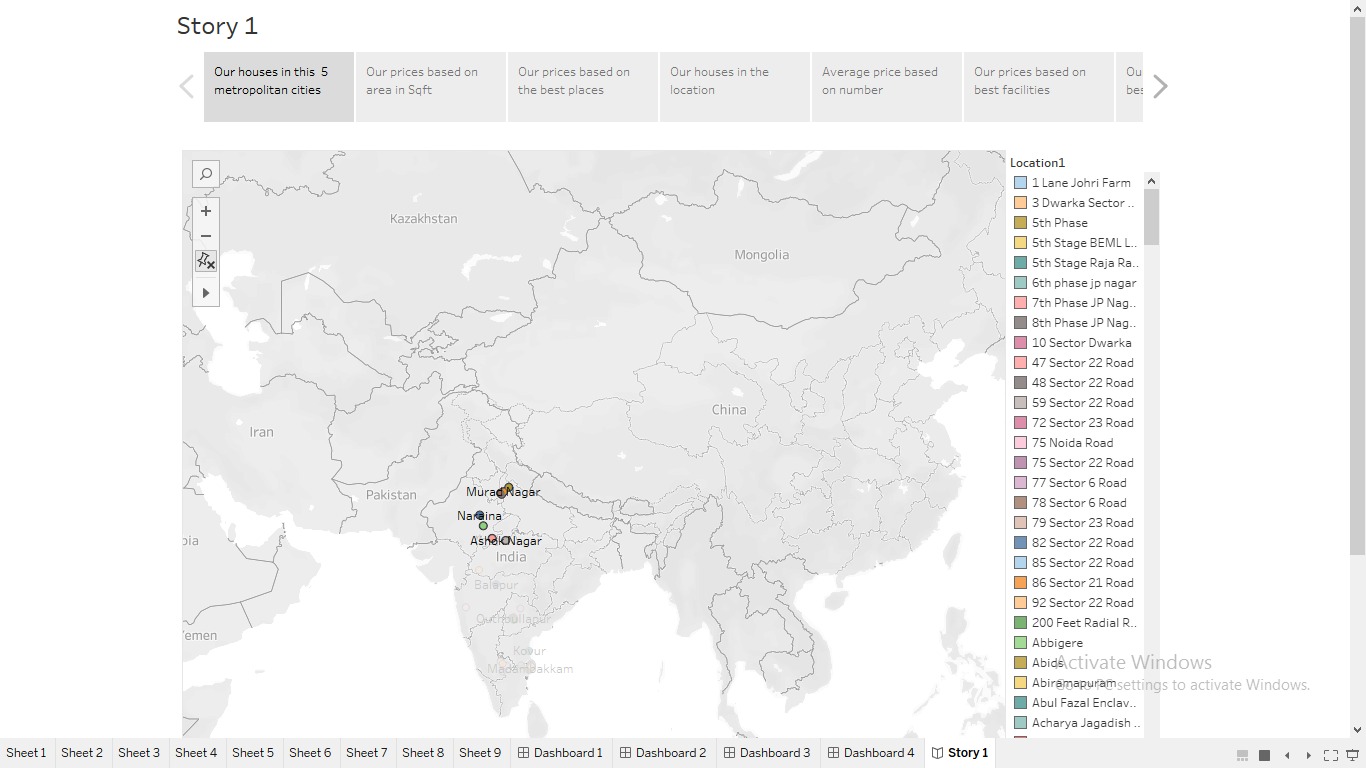 Story 1
Our houses in this 5
metropolitan cities
Our prices based on
area in Sqft
Our prices based on
the best places
Our houses in the
location
Average price based
on number
Our prices based on
best facilities
Ou
bes
Kazakhstan
Mongolia
China
Iran
Pakistan
Murad Nagar
Naraina
Ashok Nagar
India
Balapur
Quthbullapur
Kovur
Madambakkam
emen
bia
Location1
1 Lane Johri Farm
3 Dwarka Sector ..
5th Phase
5th Stage BEML L..
5th Stage Raja Ra..
6th phase jp nagar
7th Phase JP Nag..
8th Phase JP Nag..
10 Sector Dwarka
47 Sector 22 Road
48 Sector 22 Road
59 Sector 22 Road
72 Sector 23 Road
75 Noida Road
75 Sector 22 Road
77 Sector 6 Road
78 Sector 6 Road
79 Sector 23 Road
82 Sector 22 Road
85 Sector 22 Road
86 Sector 21 Road
92 Sector 22 Road
200 Feet Radial R..
Abbigere
Abids
Abiramapuram
Abul Fazal Enclav..
Acharya Jagadish ..
Activate Windows
Go to PC settings to activate Windows.
Sheet 1
Sheet 2
Sheet 3
Sheet 4
Sheet 5
Sheet 6
Sheet 7
Sheet 8
Sheet 9
Dashboard 1
Dashboard 2
Dashboard 3
Dashboard 4
Story 1